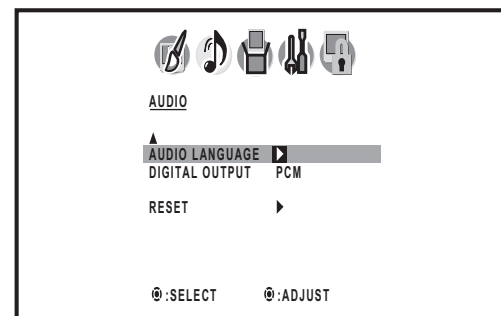 AUDIO
AUDIO LANGUAGE
DIGITAL OUTPUT PCM
RESET
:SELECT :ADJUST